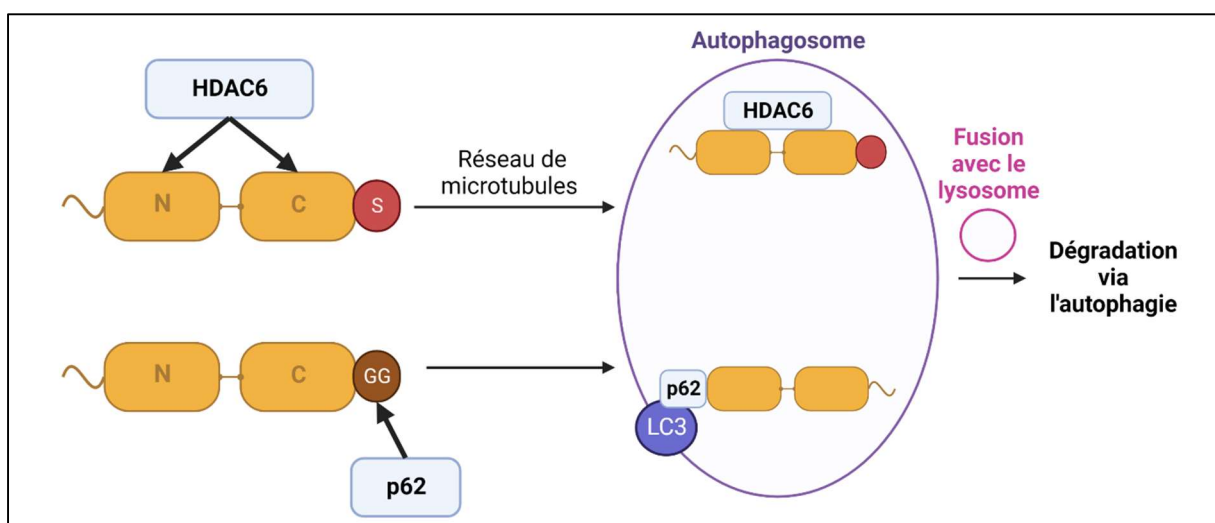 Autophagosome
HDAC6
N
C
S
Réseau de
microtubules
HDAC6
Fusion
avec le
lysosome
Dégradation
via
l'autophagie
N
C
GG
p62
p62
LC3